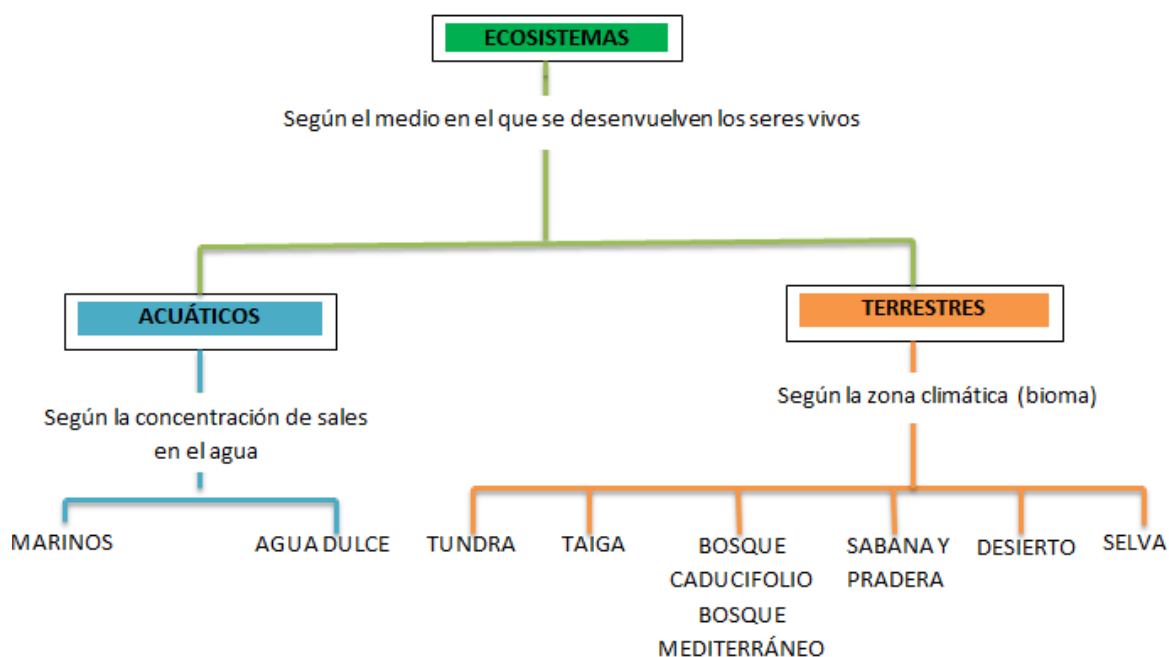 ECOSISTEMAS
Según el medio en el que se desenvuelven los seres vivos
ACUÁTICOS
TERRESTRES
Según la concentración de sales
en el agua
Según la zona climática (bioma)
MARINOS
AGUA DULCE
TUNDRA
TAIGA
BOSQUE
CADUCIFOLIO
BOSQUE
MEDITERRÁNEO
SABANA Y
PRADERA
DESIERTO
SELVA